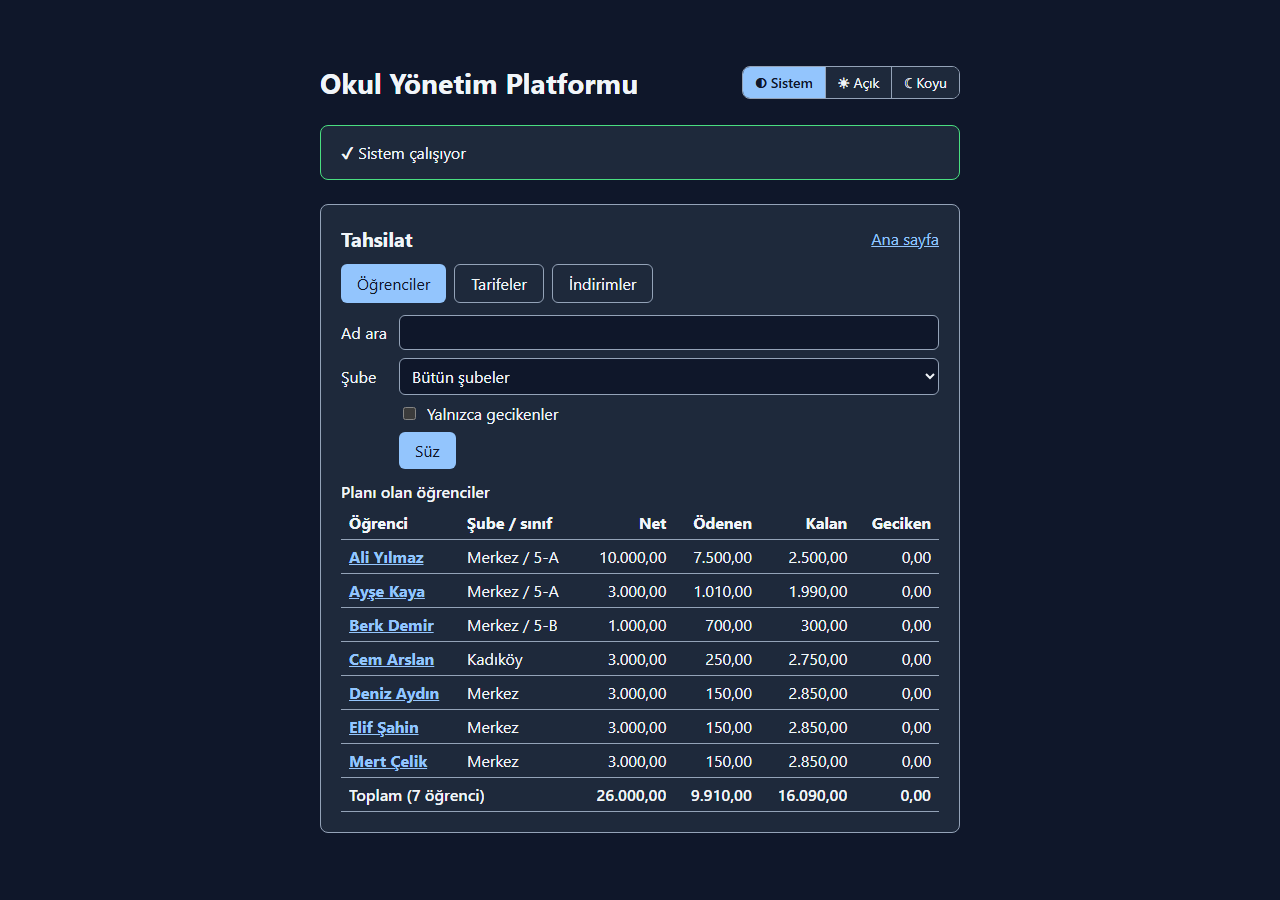 Okul Yönetim Platformu
◐ Sistem ☀ Açık ☾ Koyu
✓ Sistem çalışıyor
Tahsilat Ana sayfa
Öğrenciler Tarifeler İndirimler
Ad ara
Şube Bütün şubeler
Yalnızca gecikenler
Süz
Planı olan öğrenciler
Öğrenci Şube / sınıf Net Ödenen Kalan Geciken
Ali Yılmaz Merkez / 5-A 10.000,00 7.500,00 2.500,00 0,00
Ayşe Kaya Merkez / 5-A 3.000,00 1.010,00 1.990,00 0,00
Berk Demir Merkez / 5-B 1.000,00 700,00 300,00 0,00
Cem Arslan Kadıköy 3.000,00 250,00 2.750,00 0,00
Deniz Aydın Merkez 3.000,00 150,00 2.850,00 0,00
Elif Şahin Merkez 3.000,00 150,00 2.850,00 0,00
Mert Çelik Merkez 3.000,00 150,00 2.850,00 0,00
Toplam (7 öğrenci) 26.000,00 9.910,00 16.090,00 0,00